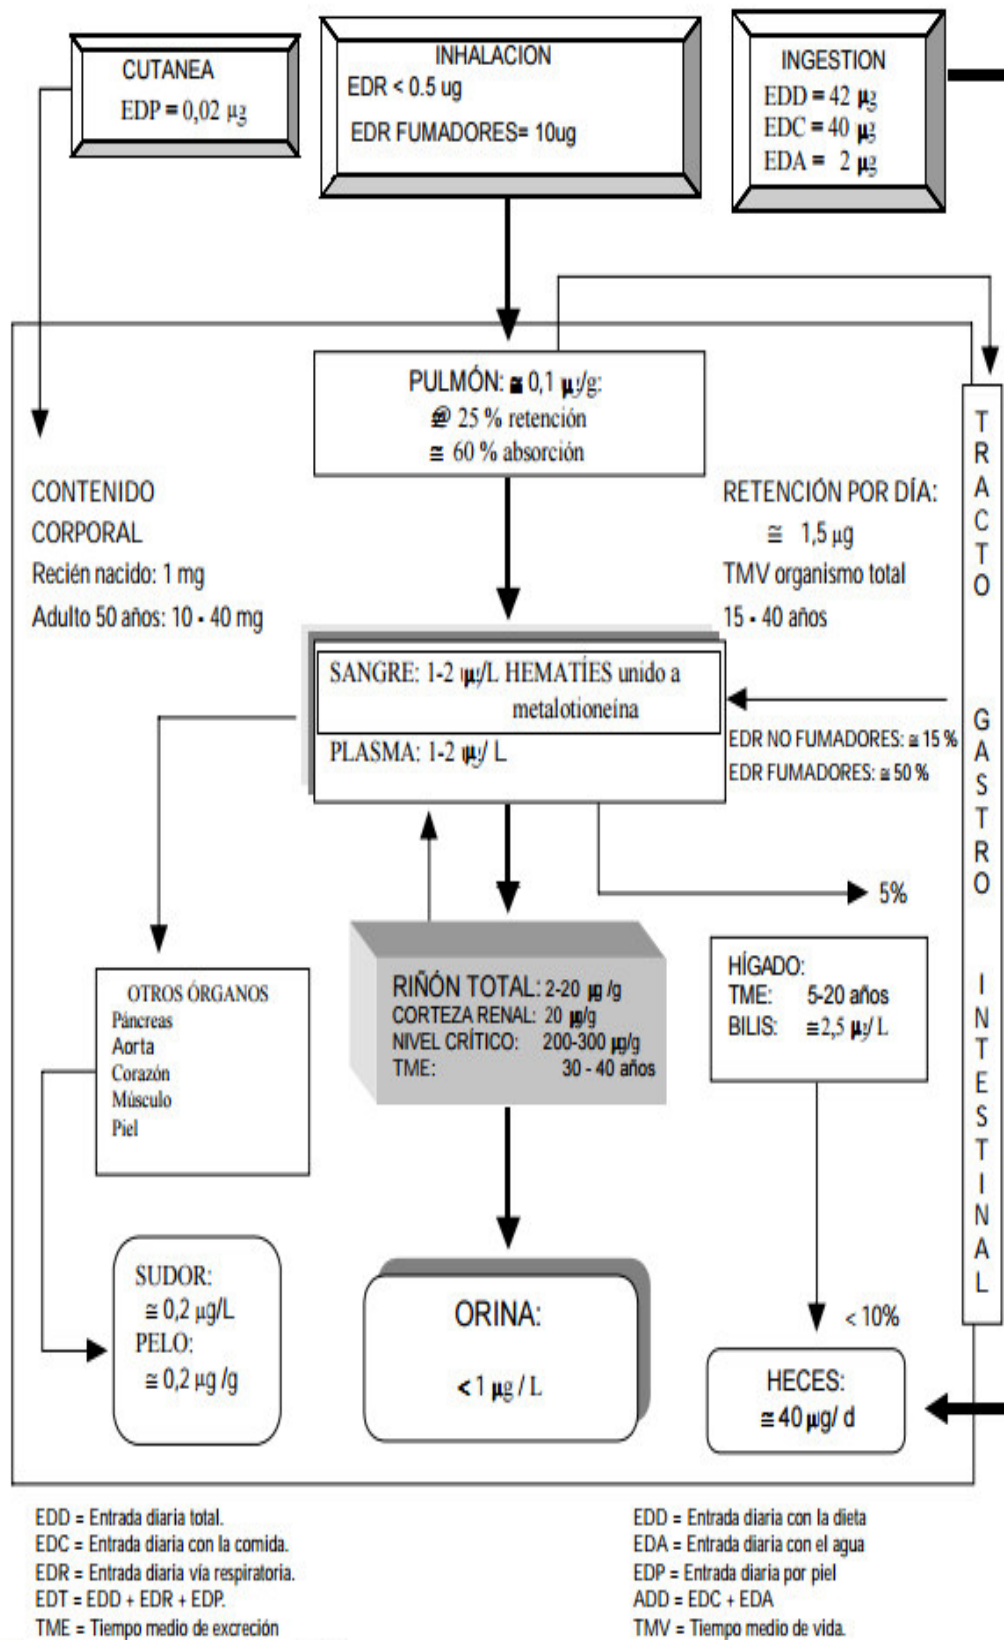 CUTANEA
EDP = 0,02 µg
INHALACION
EDR < 0.5 ug
EDR FUMADORES= 10ug
INGESTION
EDD = 42 µg
EDC = 40 µg
EDA = 2 µg
PULMÓN: ≅ 0,1 µg/g:
@ 25 % retención
≅ 60 % absorción
CONTENIDO
CORPORAL
Recién nacido: 1 mg
Adulto 50 años: 10 - 40 mg
RETENCIÓN POR DÍA:
≅ 1,5 µg
TMV organismo total
15 - 40 años
TRACTO GASTRO INTESTINAL
SANGRE: 1-2 µg/L HEMATÍES unido a
metalotioneína
PLASMA: 1-2 µg/ L
EDR NO FUMADORES: ≅ 15 %
EDR FUMADORES: ≅ 50 %
5%
OTROS ÓRGANOS
Páncreas
Aorta
Corazón
Músculo
Piel
RIÑÓN TOTAL: 2-20 µg /g
CORTEZA RENAL: 20 µg/g
NIVEL CRÍTICO: 200-300 µg/g
TME: 30 - 40 años
HÍGADO:
TME: 5-20 años
BILIS: ≅2,5 µg/ L
< 10%
SUDOR:
≅ 0,2 µg/L
PELO:
≅ 0,2 µg /g
ORINA:
< 1 µg / L
HECES:
≅ 40 µg/ d
EDD = Entrada diaria total.
EDC = Entrada diaria con la comida.
EDR = Entrada diaria vía respiratoria.
EDT = EDD + EDR + EDP.
TME = Tiempo medio de excreción
EDD = Entrada diaria con la dieta
EDA = Entrada diaria con el agua
EDP = Entrada diaria por piel
ADD = EDC + EDA
TMV = Tiempo medio de vida.